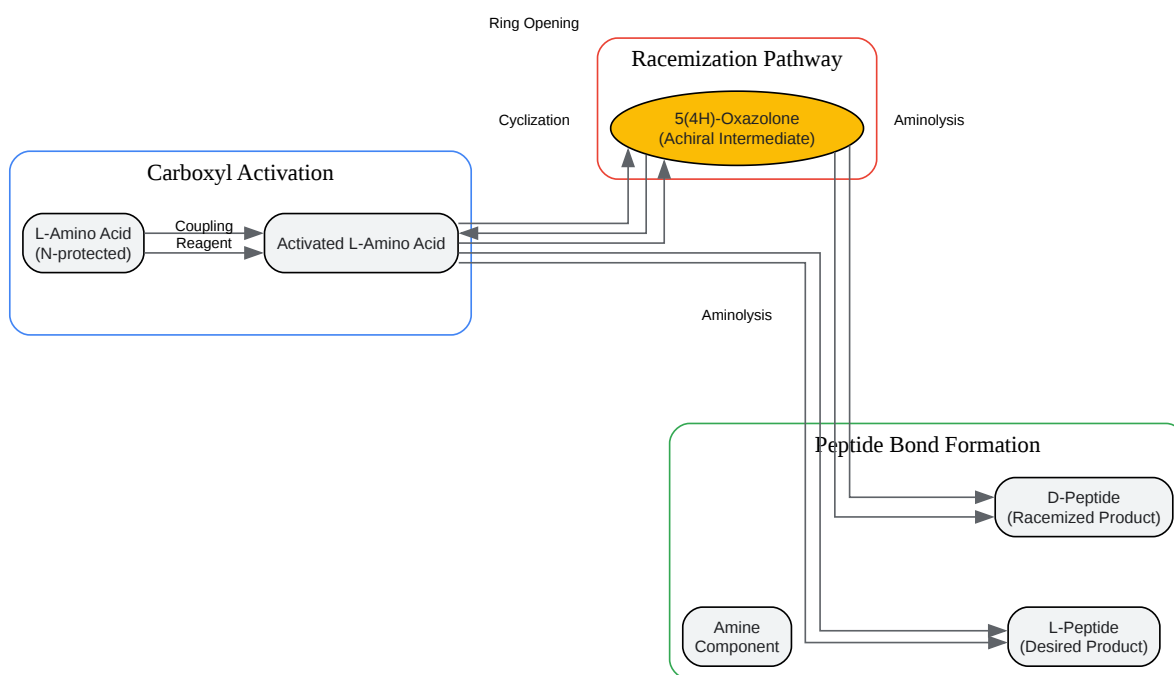 Ring Opening
Racemization Pathway
Cyclization
5(4H)-Oxazolone
(Achiral Intermediate)
Aminolysis
Carboxyl Activation
L-Amino Acid
(N-protected)
Coupling
Reagent
Activated L-Amino Acid
Aminolysis
Peptide Bond Formation
D-Peptide
(Racemized Product)
Amine
Component
L-Peptide
(Desired Product)